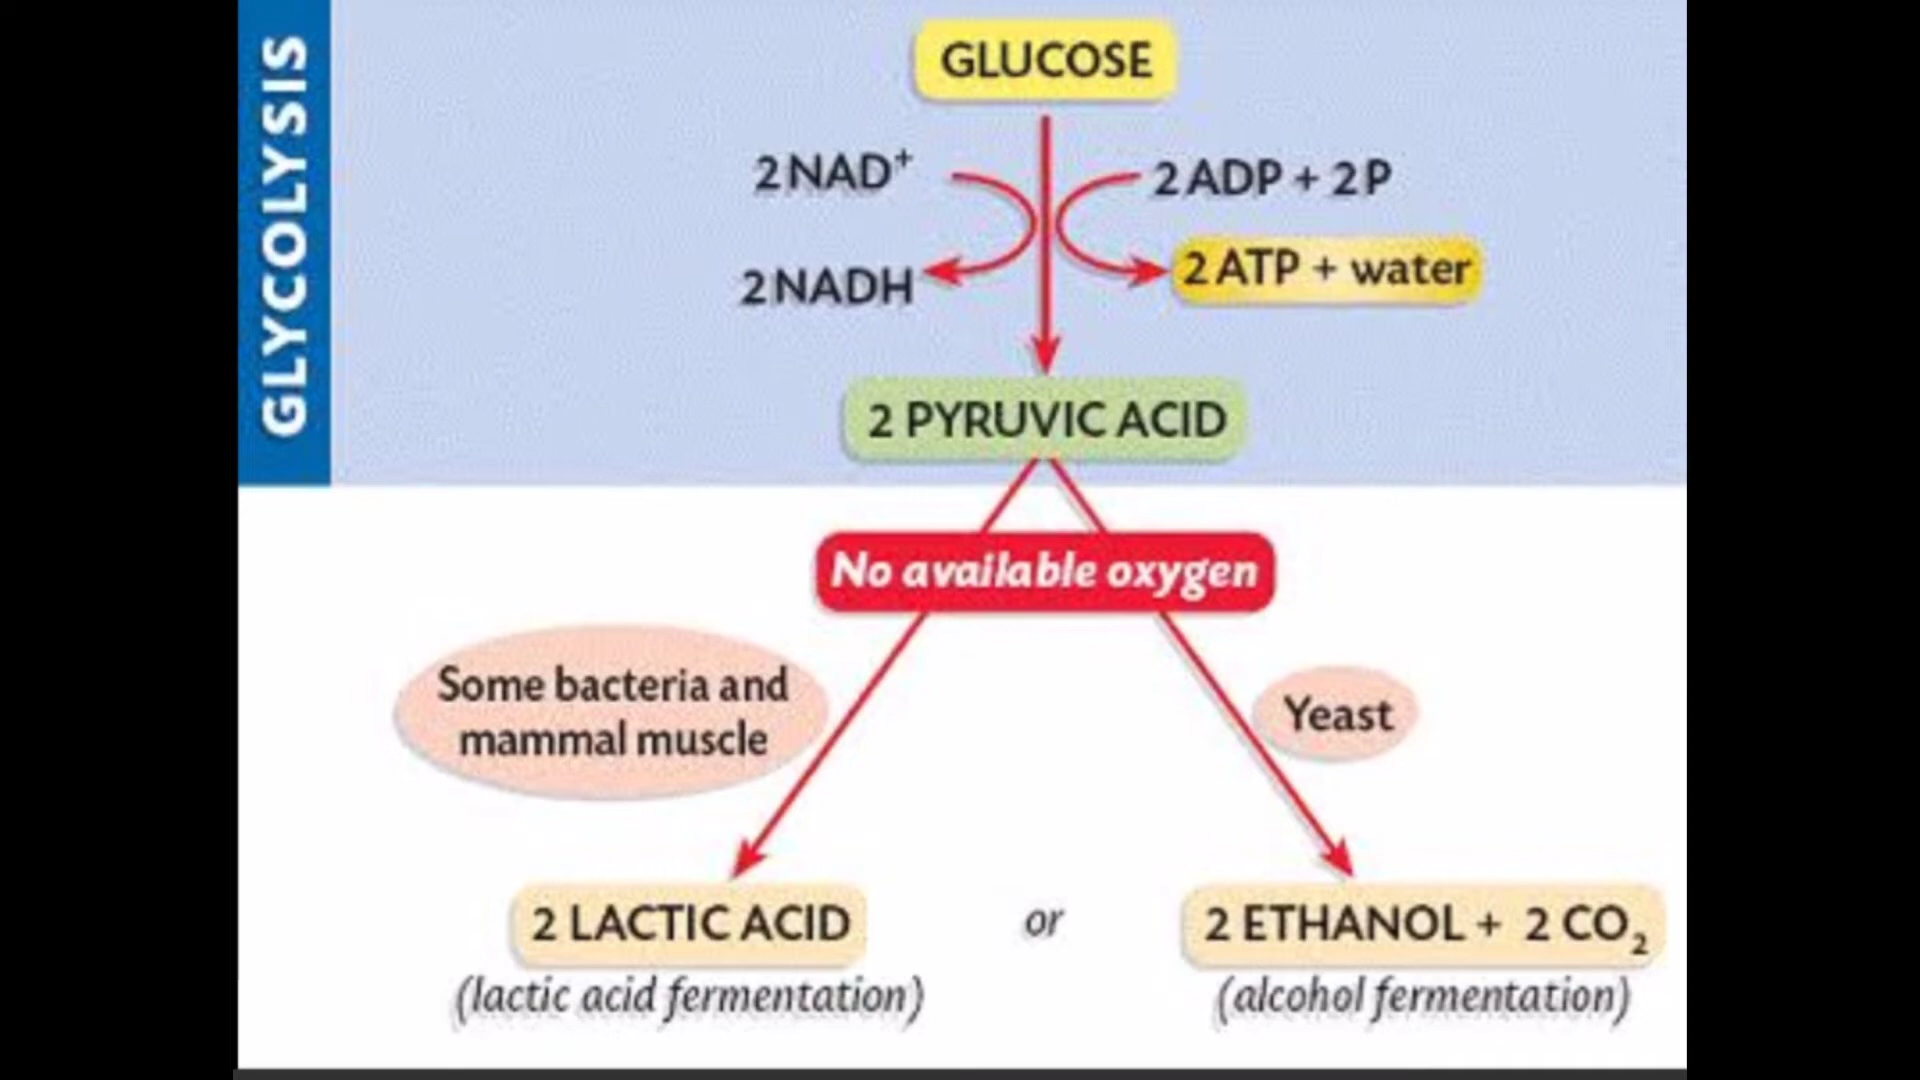 GLYCOLYSIS
GLUCOSE
2 NAD⁺
2 ADP + 2 P
2 NADH
2 ATP + water
2 PYRUVIC ACID
No available oxygen
Some bacteria and
mammal muscle
Yeast
2 LACTIC ACID
or
2 ETHANOL + 2 CO₂
(lactic acid fermentation)
(alcohol fermentation)